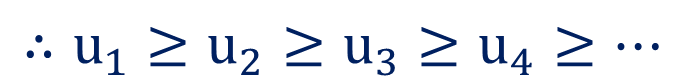 ∴ u₁ ≥ u₂ ≥ u₃ ≥ u₄ ≥ ⋯